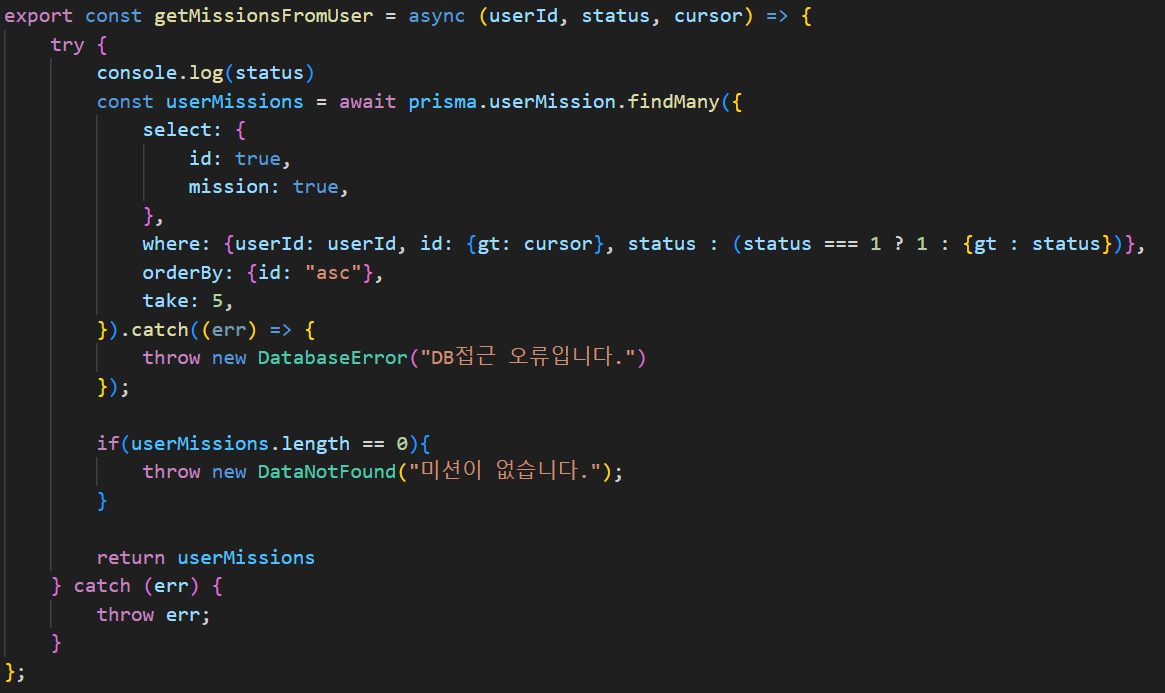 export const getMissionsFromUser = async (userId, status, cursor) => {
    try {
        console.log(status)
        const userMissions = await prisma.userMission.findMany({
            select: {
                id: true,
                mission: true,
            },
            where: {userId: userId, id: {gt: cursor}, status : (status === 1 ? 1 : {gt : status})},
            orderBy: {id: "asc"},
            take: 5,
        }).catch((err) => {
            throw new DatabaseError("DB접근 오류입니다.")
        });

        if(userMissions.length == 0){
            throw new DataNotFound("미션이 없습니다.");
        }

        return userMissions
    } catch (err) {
        throw err;
    }
};